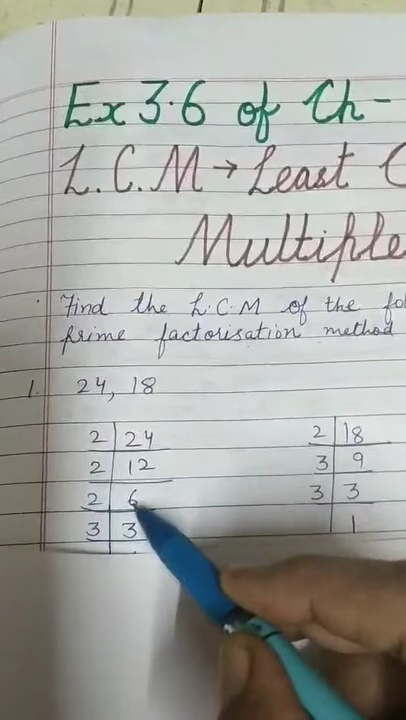 Ex 3.6 of Ch-
L.C.M → Least
Multiple
Find the L.C.M of the
prime factorisation method
1. 24, 18
2 24 2 18
2 12 3 9
2 6 3 3
3 3 1